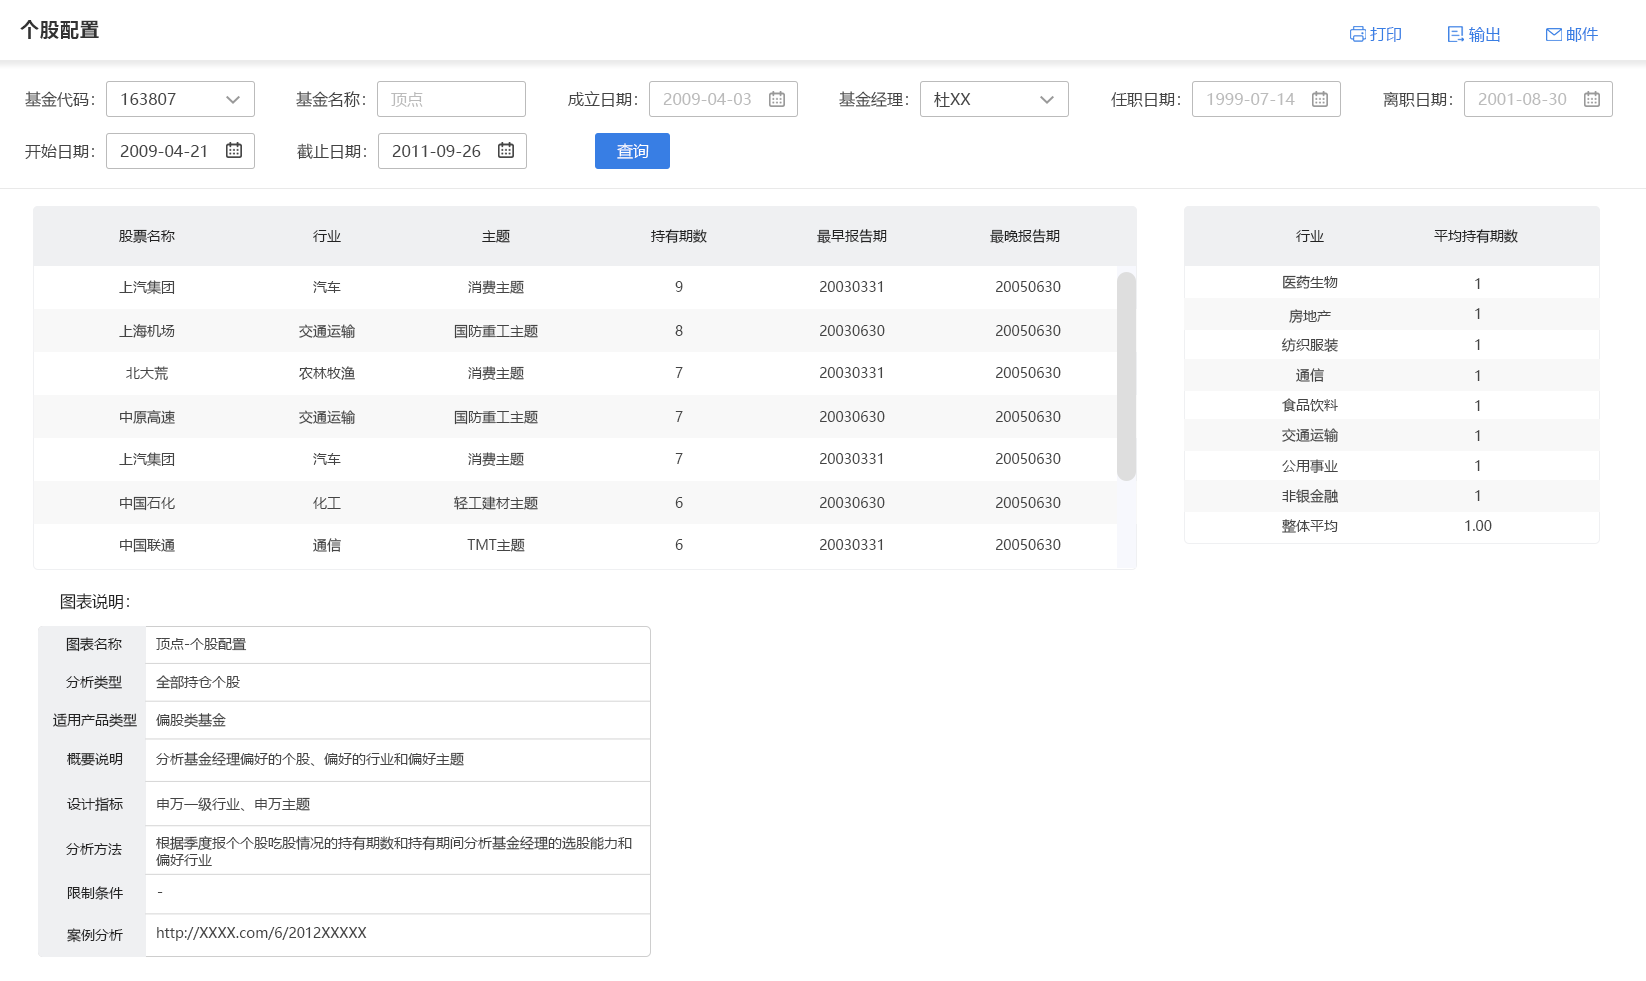 个股配置
打印 输出 邮件
基金代码： 163807 基金名称： 顶点 成立日期： 2009-04-03 基金经理： 杜XX 任职日期： 1999-07-14 离职日期： 2001-08-30
开始日期： 2009-04-21 截止日期： 2011-09-26 查询
股票名称 行业 主题 持有期数 最早报告期 最晚报告期
上汽集团 汽车 消费主题 9 20030331 20050630
上海机场 交通运输 国防重工主题 8 20030630 20050630
北大荒 农林牧渔 消费主题 7 20030331 20050630
中原高速 交通运输 国防重工主题 7 20030630 20050630
上汽集团 汽车 消费主题 7 20030331 20050630
中国石化 化工 轻工建材主题 6 20030630 20050630
中国联通 通信 TMT主题 6 20030331 20050630
行业 平均持有期数
医药生物 1
房地产 1
纺织服装 1
通信 1
食品饮料 1
交通运输 1
公用事业 1
非银金融 1
整体平均 1.00
图表说明：
图表名称 顶点-个股配置
分析类型 全部持仓个股
适用产品类型 偏股类基金
概要说明 分析基金经理偏好的个股、偏好的行业和偏好主题
设计指标 申万一级行业、申万主题
分析方法 根据季度报个个股吃股情况的持有期数和持有期间分析基金经理的选股能力和
偏好行业
限制条件 -
案例分析 http://XXXX.com/6/2012XXXXX